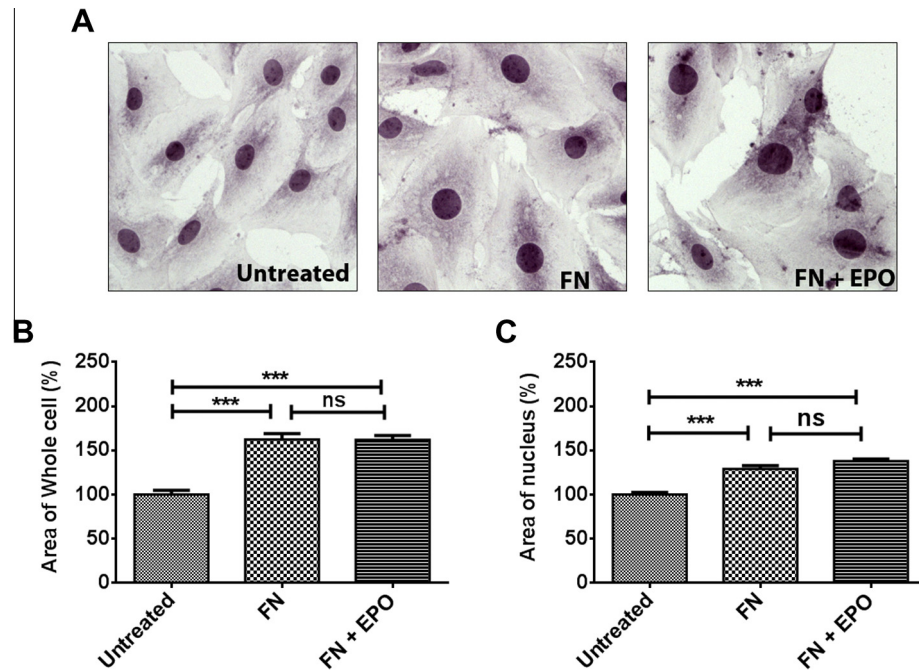 A
Untreated
FN
FN + EPO
B
Area of Whole cell (%)
250
200
150
100
50
0
***
***
ns
Untreated
FN
FN + EPO
C
Area of nucleus (%)
250
200
150
100
50
0
***
***
ns
Untreated
FN
FN + EPO